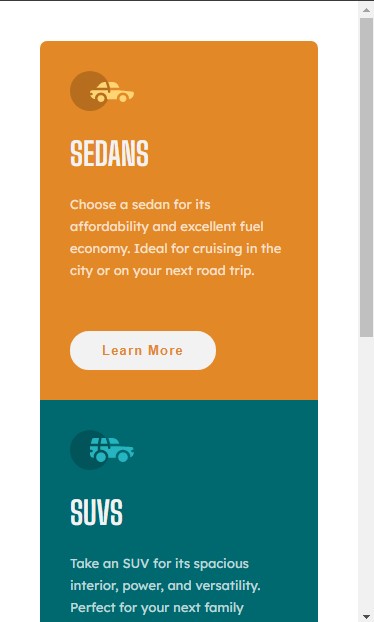 SEDANS
Choose a sedan for its
affordability and excellent fuel
economy. Ideal for cruising in the
city or on your next road trip.
Learn More
SUVS
Take an SUV for its spacious
interior, power, and versatility.
Perfect for your next family